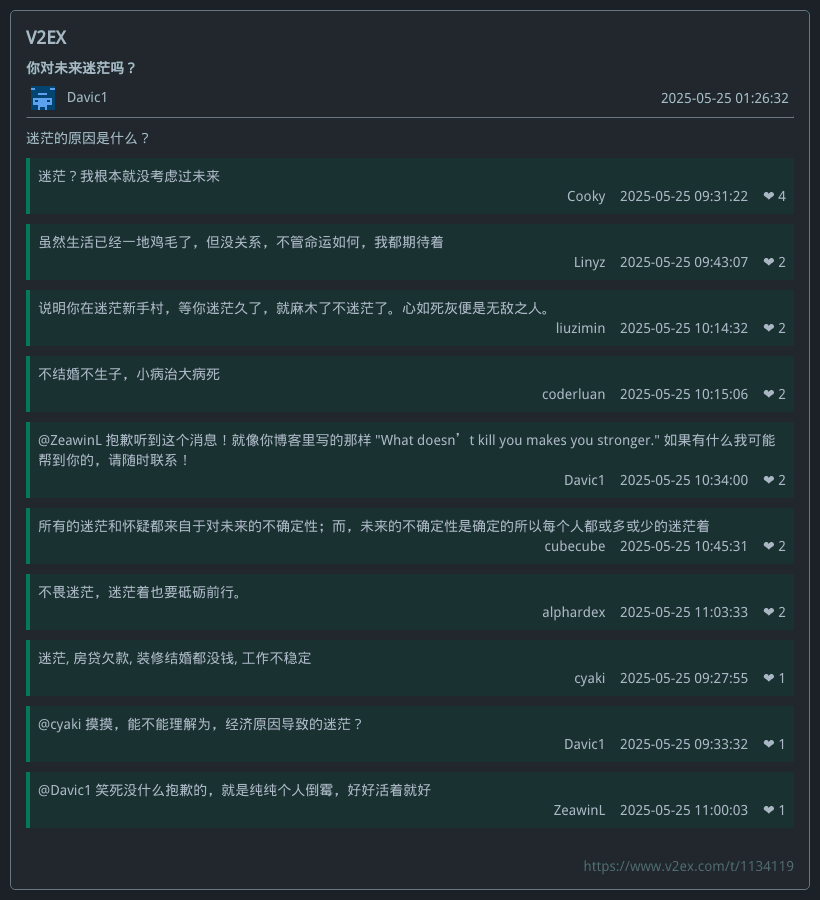 V2EX
你对未来迷茫吗？
Davic1 2025-05-25 01:26:32
迷茫的原因是什么？
迷茫？我根本就没考虑过未来
Cooky 2025-05-25 09:31:22 ❤ 4
虽然生活已经一地鸡毛了，但没关系，不管命运如何，我都期待着
Linyz 2025-05-25 09:43:07 ❤ 2
说明你在迷茫新手村，等你迷茫久了，就麻木了不迷茫了。心如死灰便是无敌之人。
liuzimin 2025-05-25 10:14:32 ❤ 2
不结婚不生子，小病治大病死
coderluan 2025-05-25 10:15:06 ❤ 2
@ZeawinL 抱歉听到这个消息！就像你博客里写的那样 "What doesn’t kill you makes you stronger." 如果有什么我可能
帮到你的，请随时联系！
Davic1 2025-05-25 10:34:00 ❤ 2
所有的迷茫和怀疑都来自于对未来的不确定性；而，未来的不确定性是确定的所以每个人都或多或少的迷茫着
cubecube 2025-05-25 10:45:31 ❤ 2
不畏迷茫，迷茫着也要砥砺前行。
alphardex 2025-05-25 11:03:33 ❤ 2
迷茫, 房贷欠款, 装修结婚都没钱, 工作不稳定
cyaki 2025-05-25 09:27:55 ❤ 1
@cyaki 摸摸，能不能理解为，经济原因导致的迷茫？
Davic1 2025-05-25 09:33:32 ❤ 1
@Davic1 笑死没什么抱歉的，就是纯纯个人倒霉，好好活着就好
ZeawinL 2025-05-25 11:00:03 ❤ 1
https://www.v2ex.com/t/1134119